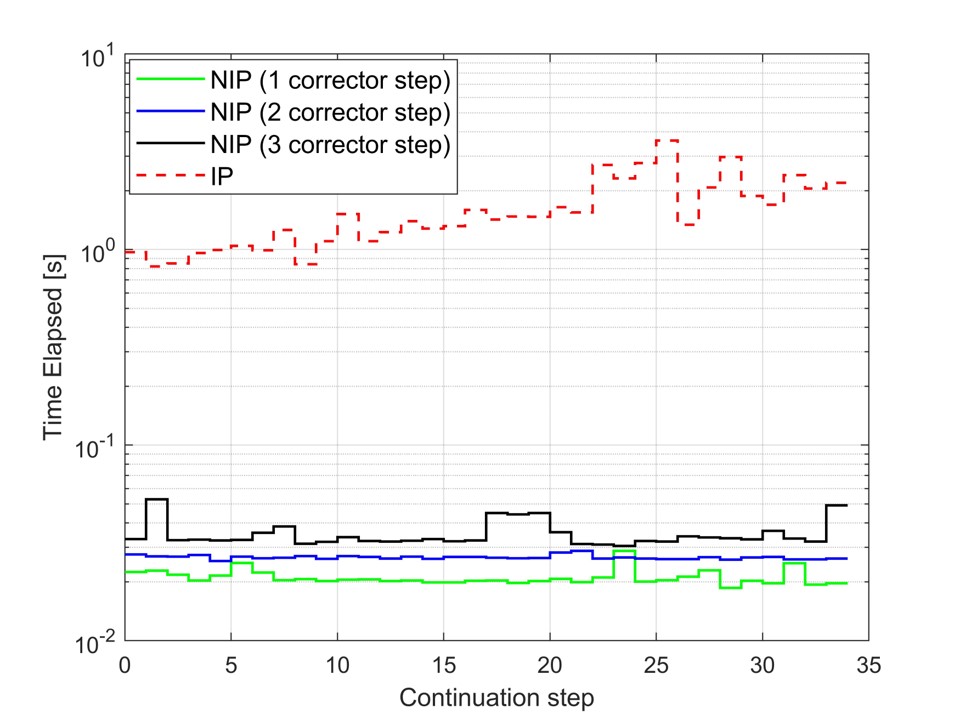 10^1
NIP (1 corrector step)
NIP (2 corrector step)
NIP (3 corrector step)
IP
10^0
Time Elapsed [s]
10^-1
10^-2
0 5 10 15 20 25 30 35
Continuation step